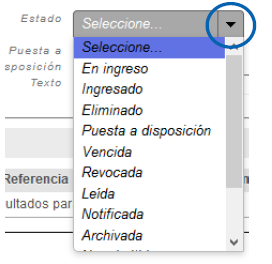 Estado
Seleccione...
Puesta a
sposición
Texto
Seleccione...
En ingreso
Ingresado
Eliminado
Puesta a disposición
Vencida
Revocada
Leída
Notificada
Archivada
Referencia
ultados par